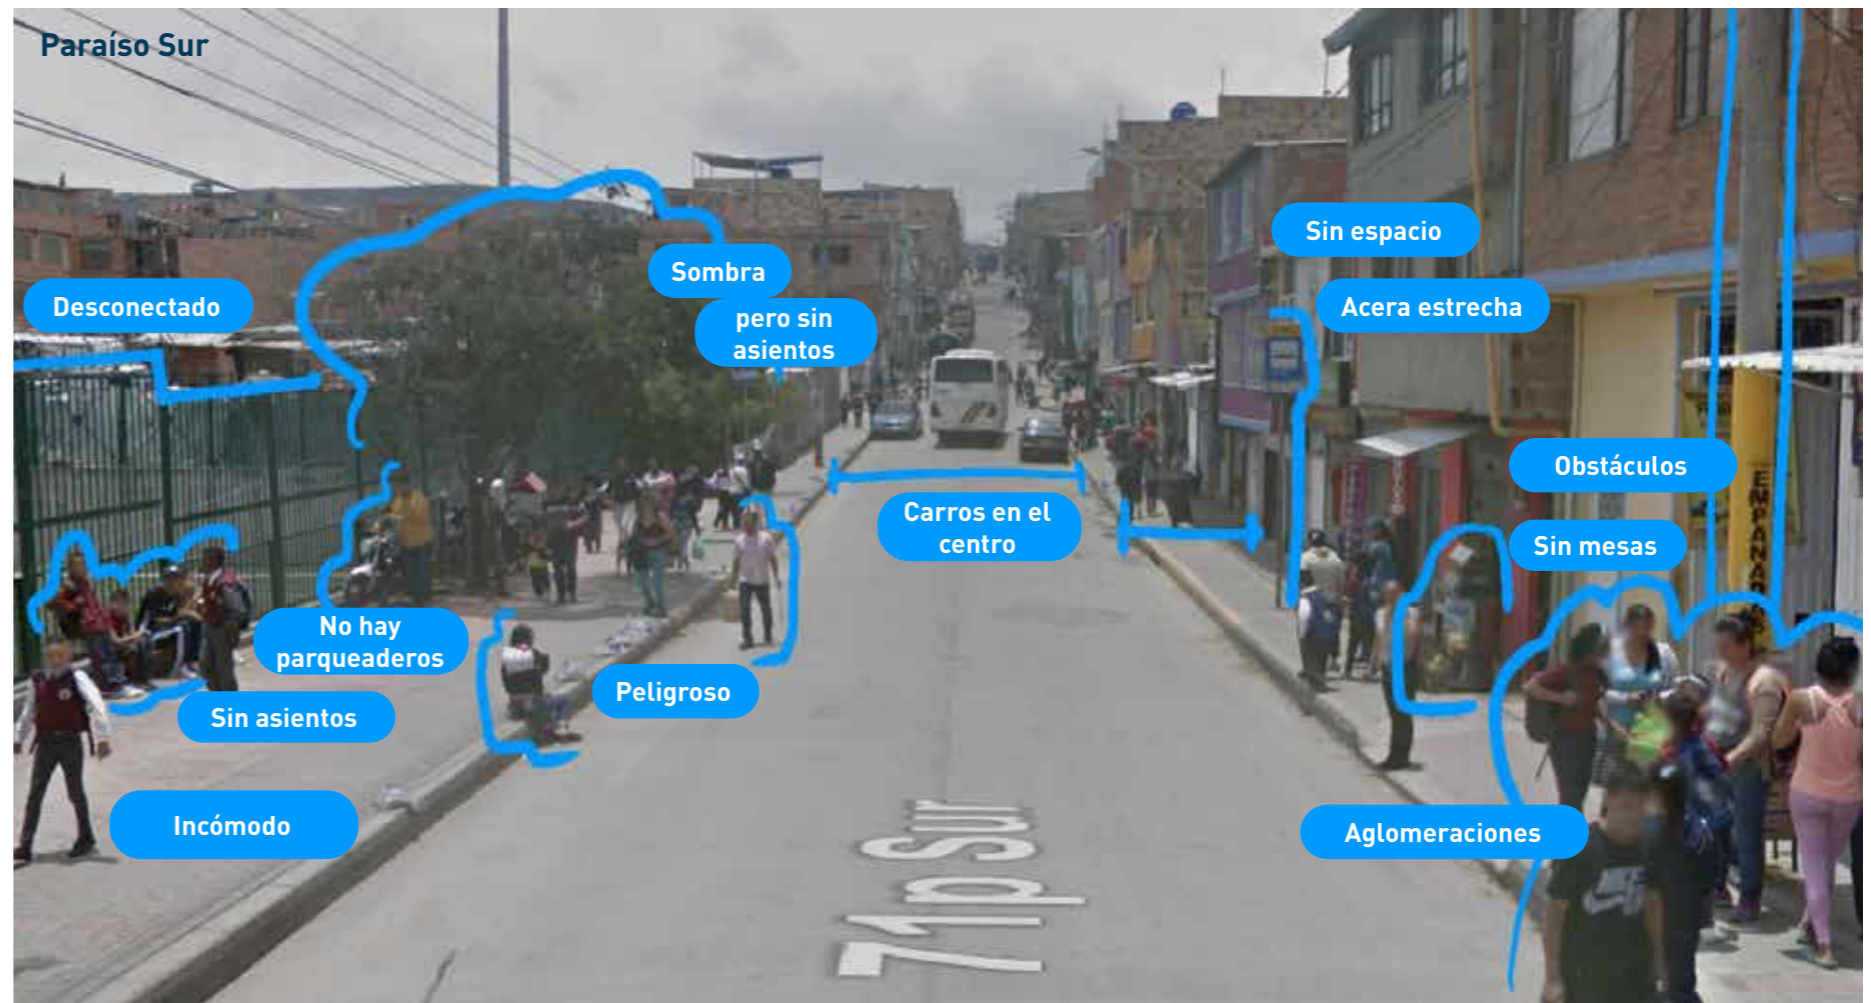 Paraíso Sur
Sin espacio
Sombra
Desconectado
Acera estrecha
pero sin
asientos
Obstáculos
Carros en el
centro
Sin mesas
EMPANADAS
No hay
parqueaderos
Peligroso
Sin asientos
Incómodo
Aglomeraciones
71p Sur